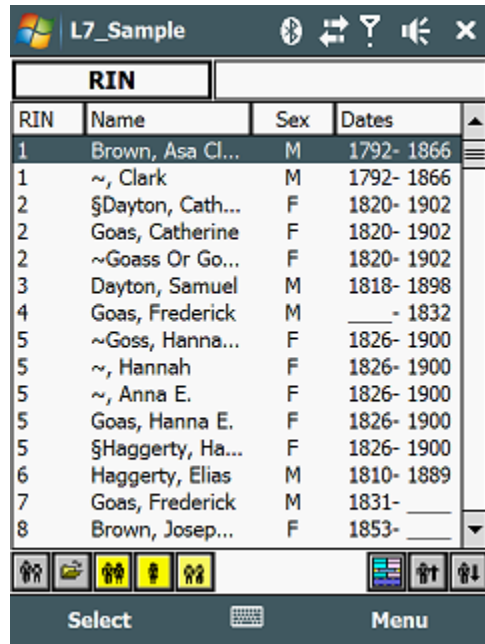 L7_Sample
RIN
RIN Name Sex Dates
1 Brown, Asa Cl... M 1792- 1866
1 ~, Clark M 1792- 1866
2 §Dayton, Cath... F 1820- 1902
2 Goas, Catherine F 1820- 1902
2 ~Goass Or Go... F 1820- 1902
3 Dayton, Samuel M 1818- 1898
4 Goas, Frederick M ____- 1832
5 ~Goss, Hanna... F 1826- 1900
5 ~, Hannah F 1826- 1900
5 ~, Anna E. F 1826- 1900
5 Goas, Hanna E. F 1826- 1900
5 §Haggerty, Ha... F 1826- 1900
6 Haggerty, Elias M 1810- 1889
7 Goas, Frederick M 1831- ____
8 Brown, Josep... F 1853- ____
Select Menu